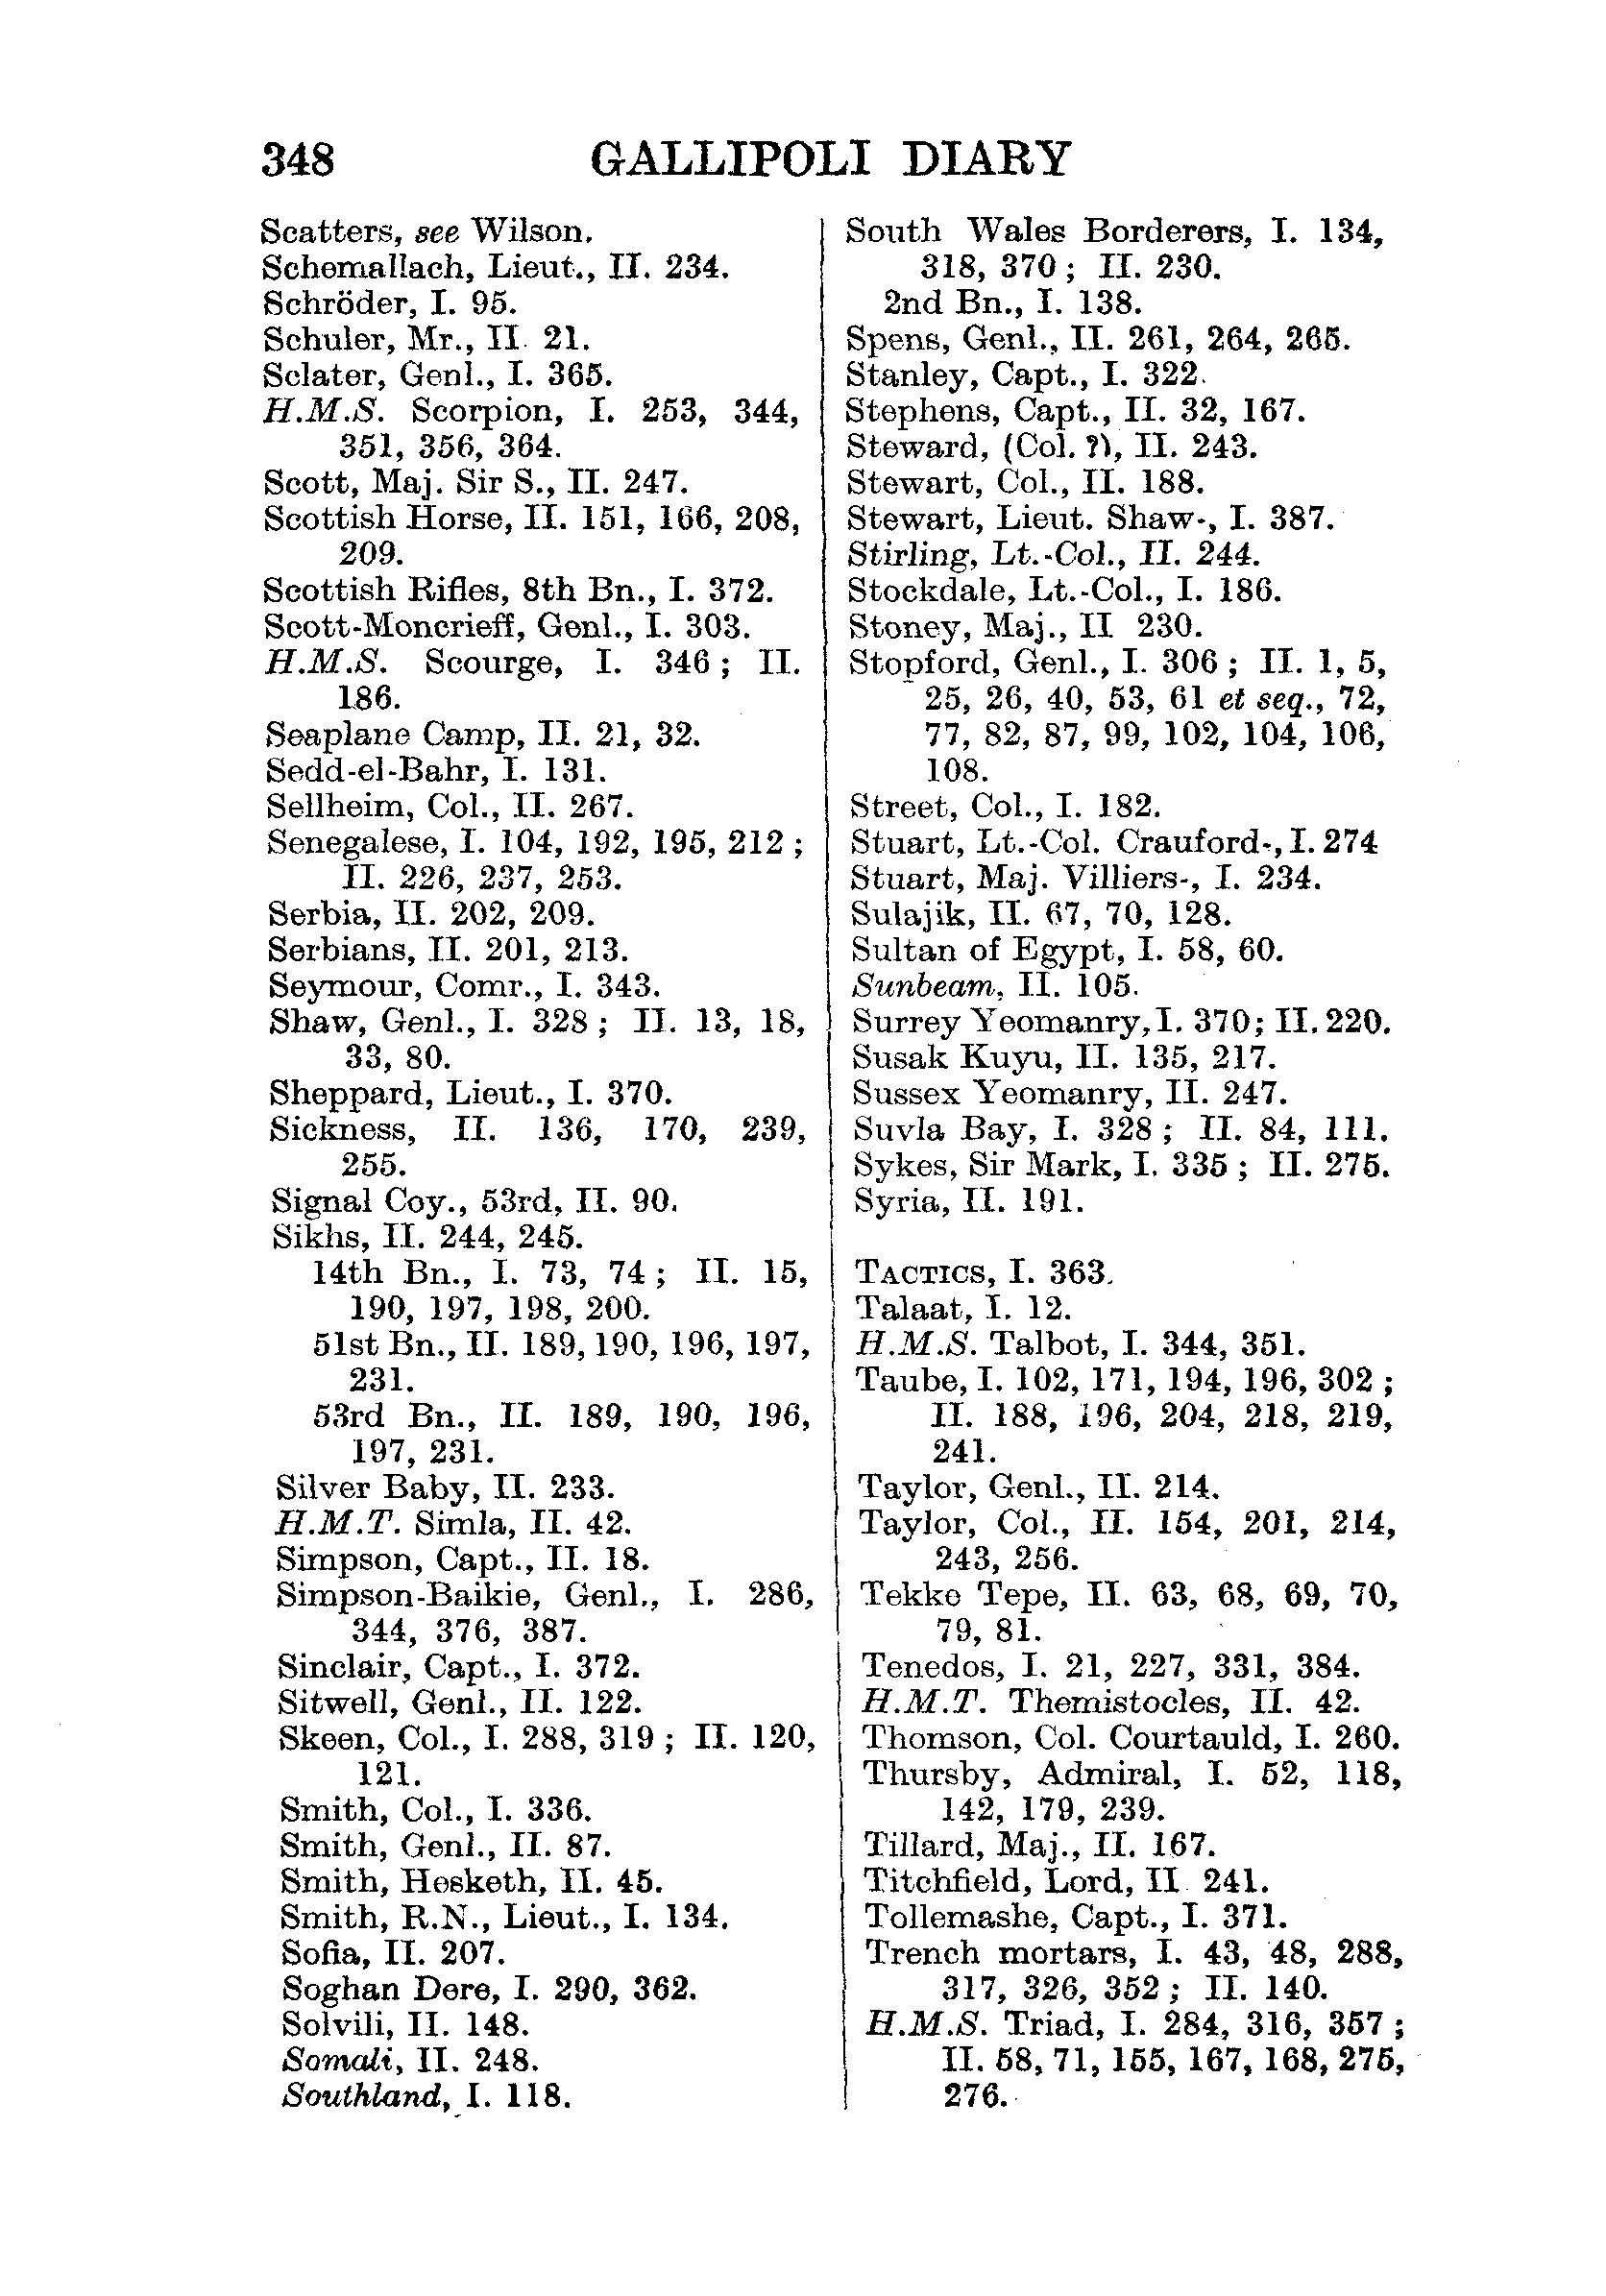 348 GALLIPOLI DIARY
Scatters, see Wilson.
Schemallach, Lieut., II. 234.
Schröder, I. 95.
Schuler, Mr., II. 21.
Sclater, Genl., I. 365.
H.M.S. Scorpion, I. 253, 344,
351, 356, 364.
Scott, Maj. Sir S., II. 247.
Scottish Horse, II. 151, 166, 208,
209.
Scottish Rifles, 8th Bn., I. 372.
Scott-Moncrieff, Genl., I. 303.
H.M.S. Scourge, I. 346 ; II.
186.
Seaplane Camp, II. 21, 32.
Sedd-el-Bahr, I. 131.
Sellheim, Col., II. 267.
Senegalese, I. 104, 192, 195, 212 ;
II. 226, 237, 253.
Serbia, II. 202, 209.
Serbians, II. 201, 213.
Seymour, Comr., I. 343.
Shaw, Genl., I. 328 ; II. 13, 18,
33, 80.
Sheppard, Lieut., I. 370.
Sickness, II. 136, 170, 239,
255.
Signal Coy., 53rd, II. 90.
Sikhs, II. 244, 245.
14th Bn., I. 73, 74 ; II. 15,
190, 197, 198, 200.
51st Bn., II. 189, 190, 196, 197,
231.
53rd Bn., II. 189, 190, 196,
197, 231.
Silver Baby, II. 233.
H.M.T. Simla, II. 42.
Simpson, Capt., II. 18.
Simpson-Baikie, Genl., I. 286,
344, 376, 387.
Sinclair, Capt., I. 372.
Sitwell, Genl., II. 122.
Skeen, Col., I. 288, 319 ; II. 120,
121.
Smith, Col., I. 336.
Smith, Genl., II. 87.
Smith, Hesketh, II. 45.
Smith, R.N., Lieut., I. 134.
Sofia, II. 207.
Soghan Dere, I. 290, 362.
Solvili, II. 148.
Somali, II. 248.
Southland, I. 118.
South Wales Borderers, I. 134,
318, 370 ; II. 230.
2nd Bn., I. 138.
Spens, Genl., II. 261, 264, 265.
Stanley, Capt., I. 322.
Stephens, Capt., II. 32, 167.
Steward, (Col. ?), II. 243.
Stewart, Col., II. 188.
Stewart, Lieut. Shaw-, I. 387.
Stirling, Lt.-Col., II. 244.
Stockdale, Lt.-Col., I. 186.
Stoney, Maj., II 230.
Stopford, Genl., I. 306 ; II. 1, 5,
25, 26, 40, 53, 61 et seq., 72,
77, 82, 87, 99, 102, 104, 106,
108.
Street, Col., I. 182.
Stuart, Lt.-Col. Crauford-, I. 274
Stuart, Maj. Villiers-, I. 234.
Sulajik, II. 67, 70, 128.
Sultan of Egypt, I. 58, 60.
Sunbeam, II. 105.
Surrey Yeomanry, I. 370; II. 220.
Susak Kuyu, II. 135, 217.
Sussex Yeomanry, II. 247.
Suvla Bay, I. 328 ; II. 84, 111.
Sykes, Sir Mark, I. 335 ; II. 275.
Syria, II. 191.
TACTICS, I. 363.
Talaat, I. 12.
H.M.S. Talbot, I. 344, 351.
Taube, I. 102, 171, 194, 196, 302 ;
II. 188, 196, 204, 218, 219,
241.
Taylor, Genl., II. 214.
Taylor, Col., II. 154, 201, 214,
243, 256.
Tekke Tepe, II. 63, 68, 69, 70,
79, 81.
Tenedos, I. 21, 227, 331, 384.
H.M.T. Themistocles, II. 42.
Thomson, Col. Courtauld, I. 260.
Thursby, Admiral, I. 52, 118,
142, 179, 239.
Tillard, Maj., II. 167.
Titchfield, Lord, II 241.
Tollemashe, Capt., I. 371.
Trench mortars, I. 43, 48, 288,
317, 326, 352 ; II. 140.
H.M.S. Triad, I. 284, 316, 357 ;
II. 58, 71, 155, 167, 168, 275,
276.